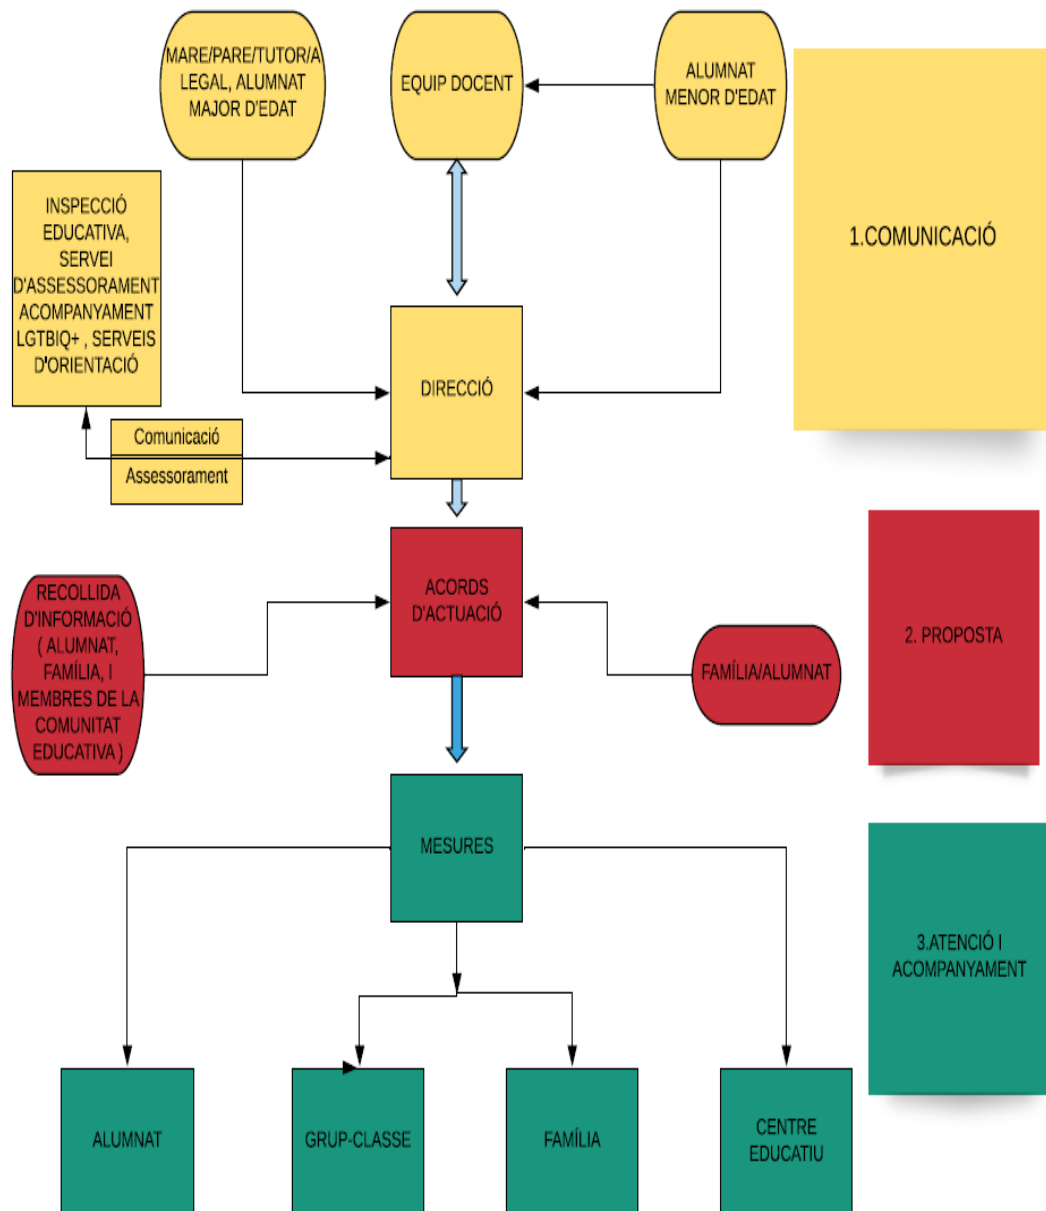 MARE/PARE/TUTOR/A
LEGAL, ALUMNAT
MAJOR D'EDAT
EQUIP DOCENT
ALUMNAT
MENOR D'EDAT
1.COMUNICACIÓ
INSPECCIÓ
EDUCATIVA,
SERVEI
D'ASSESSORAMENT
ACOMPANYAMENT
LGTBIQ+ , SERVEIS
D'ORIENTACIÓ
DIRECCIÓ
Comunicació
Assessorament
RECOLLIDA
D'INFORMACIÓ
( ALUMNAT,
FAMÍLIA, I
MEMBRES DE LA
COMUNITAT
EDUCATIVA )
ACORDS
D'ACTUACIÓ
FAMÍLIA/ALUMNAT
2. PROPOSTA
MESURES
3.ATENCIÓ I
ACOMPANYAMENT
ALUMNAT
GRUP-CLASSE
FAMÍLIA
CENTRE
EDUCATIU